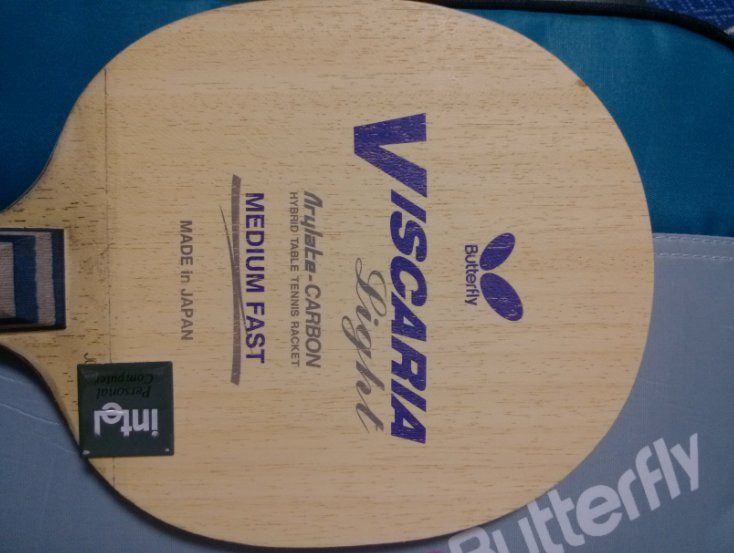 Butterfly
VISCARIA
Light
Arylate-CARBON
HYBRID TABLE TENNIS RACKET
MEDIUM FAST
MADE in JAPAN
intel
Personal
Computer
Butterfly